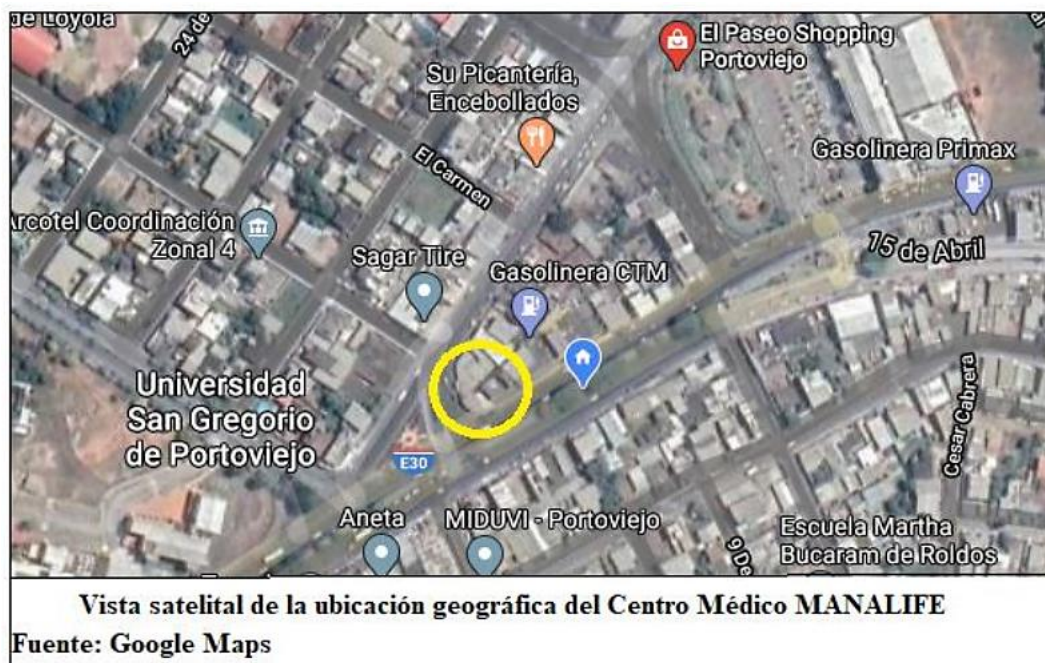 de Loyola
24 de
El Paseo Shopping
Portoviejo
Su Picantería,
Encebollados
Gasolinera Primax
El Carmen
Arcotel Coordinación
Zonal 4
15 de Abril
Sagar Tire
Gasolinera CTM
Universidad
San Gregorio
de Portoviejo
Cesar Cabrera
E30
Aneta
MIDUVI - Portoviejo
9 De
Escuela Martha
Bucaram de Roldos
Vista satelital de la ubicación geográfica del Centro Médico MANALIFE
Fuente: Google Maps